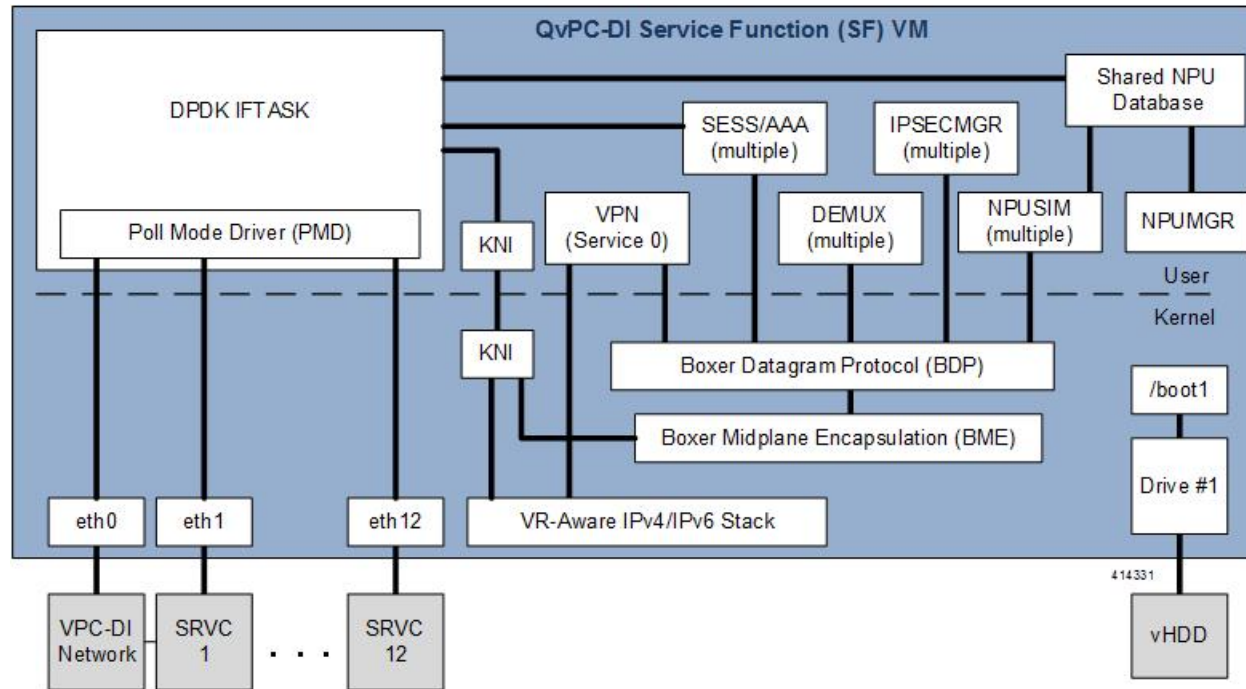 QvPC-DI Service Function (SF) VM
DPDK IFTASK
Shared NPU
Database
SESS/AAA
(multiple)
IPSECMGR
(multiple)
Poll Mode Driver (PMD)
KNI
VPN
(Service 0)
DEMUX
(multiple)
NPUSIM
(multiple)
NPUMGR
User
Kernel
KNI
Boxer Datagram Protocol (BDP)
/boot1
Boxer Midplane Encapsulation (BME)
Drive #1
eth0
eth1
eth12
VR-Aware IPv4/IPv6 Stack
414331
VPC-DI
Network
SRVC
1
. . .
SRVC
12
vHDD